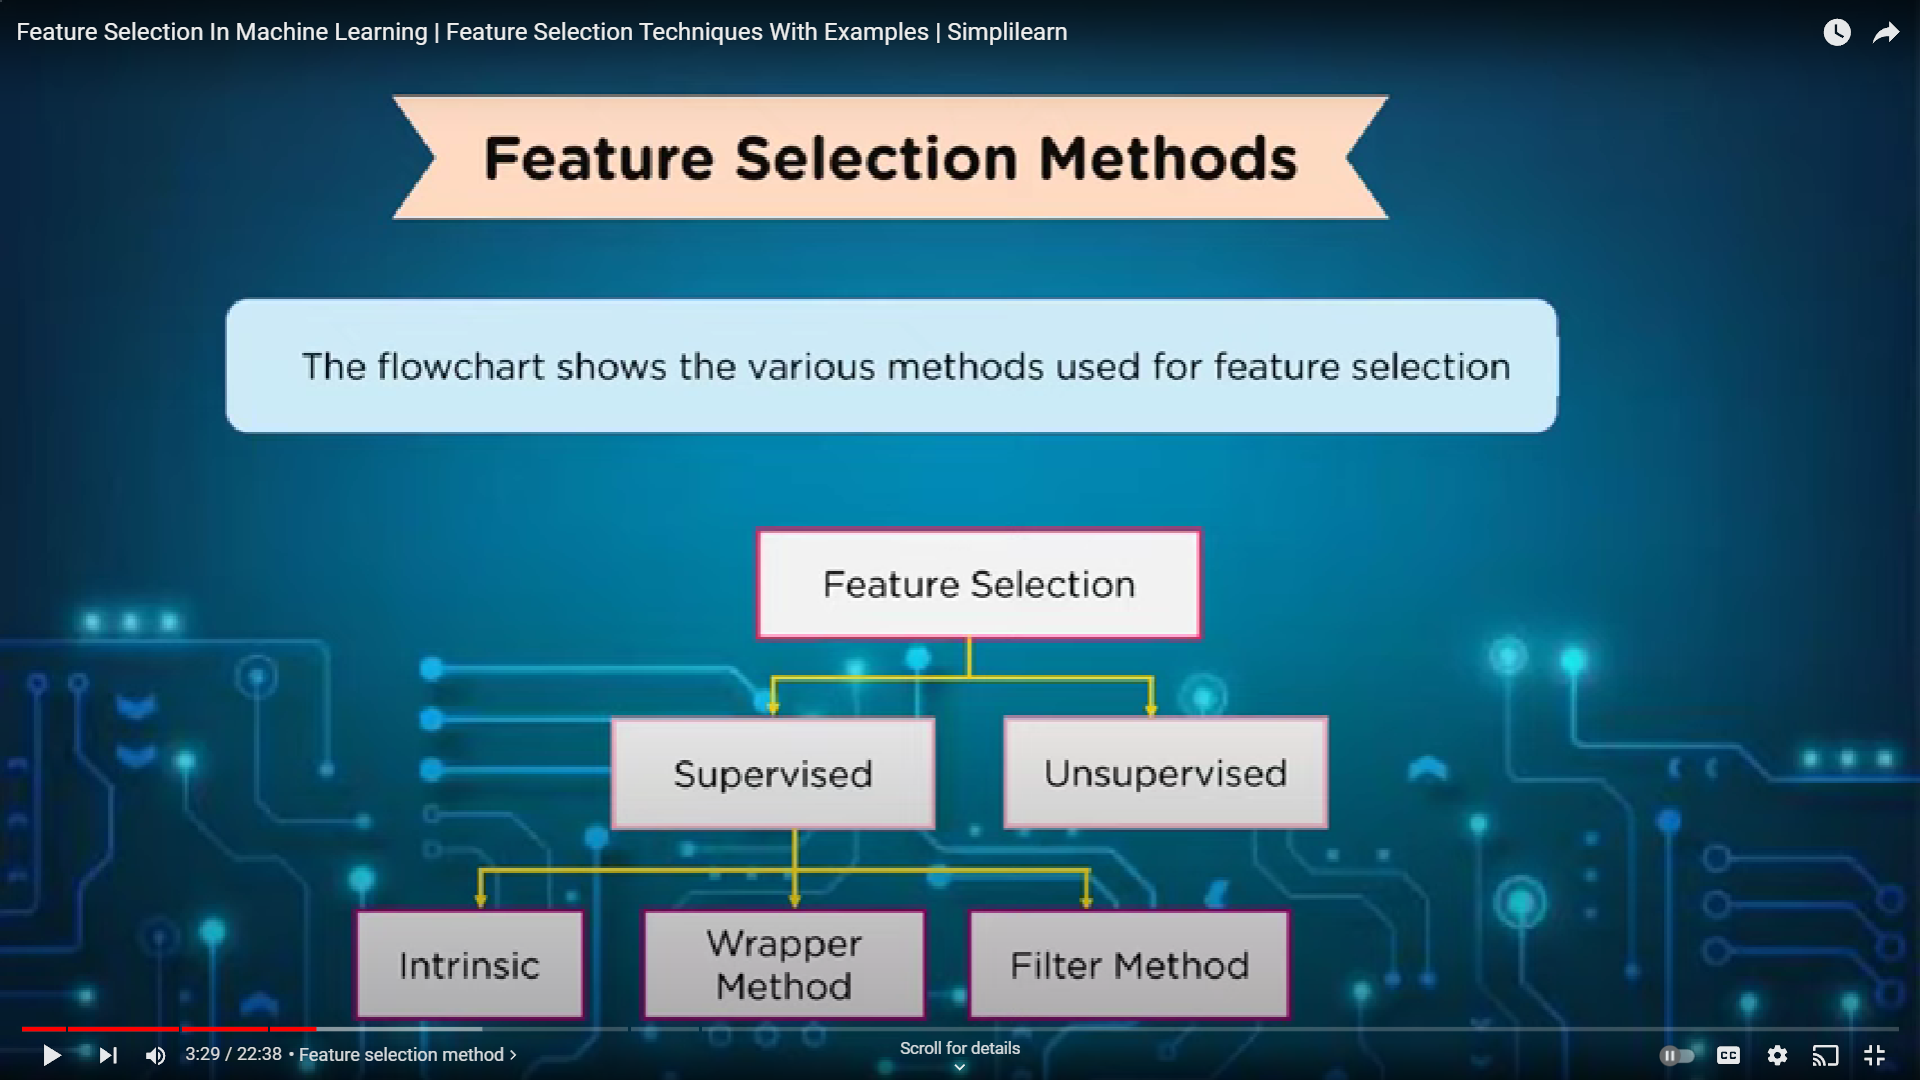 Feature Selection In Machine Learning | Feature Selection Techniques With Examples | Simplilearn
Feature Selection Methods
The flowchart shows the various methods used for feature selection
Feature Selection
Supervised
Unsupervised
Intrinsic
Wrapper
Method
Filter Method
3:29 / 22:38 • Feature selection method ›
Scroll for details
CC